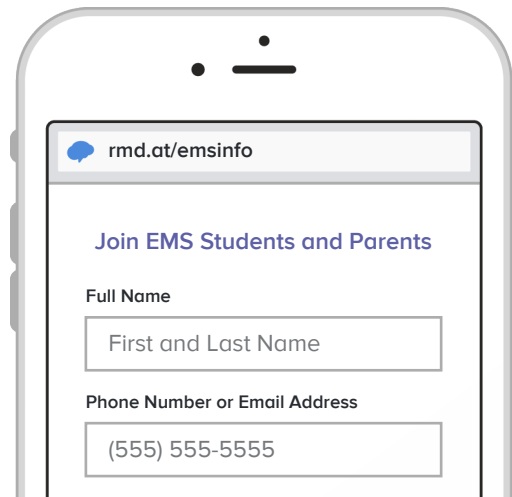 rmd.at/emsinfo
Join EMS Students and Parents
Full Name
First and Last Name
Phone Number or Email Address
(555) 555-5555